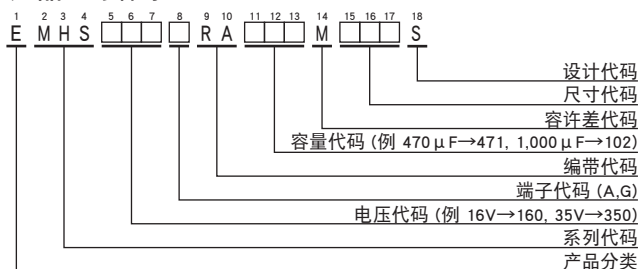 1 2 3 4 5 6 7 8 9 10 11 12 13 14 15 16 17 18
E M H S □□□ □ R A □□□ M □□□ S
设计代码
尺寸代码
容许差代码
容量代码 (例 470μF→471, 1,000μF→102)
编带代码
端子代码 (A,G)
电压代码 (例 16V→160, 35V→350)
系列代码
产品分类